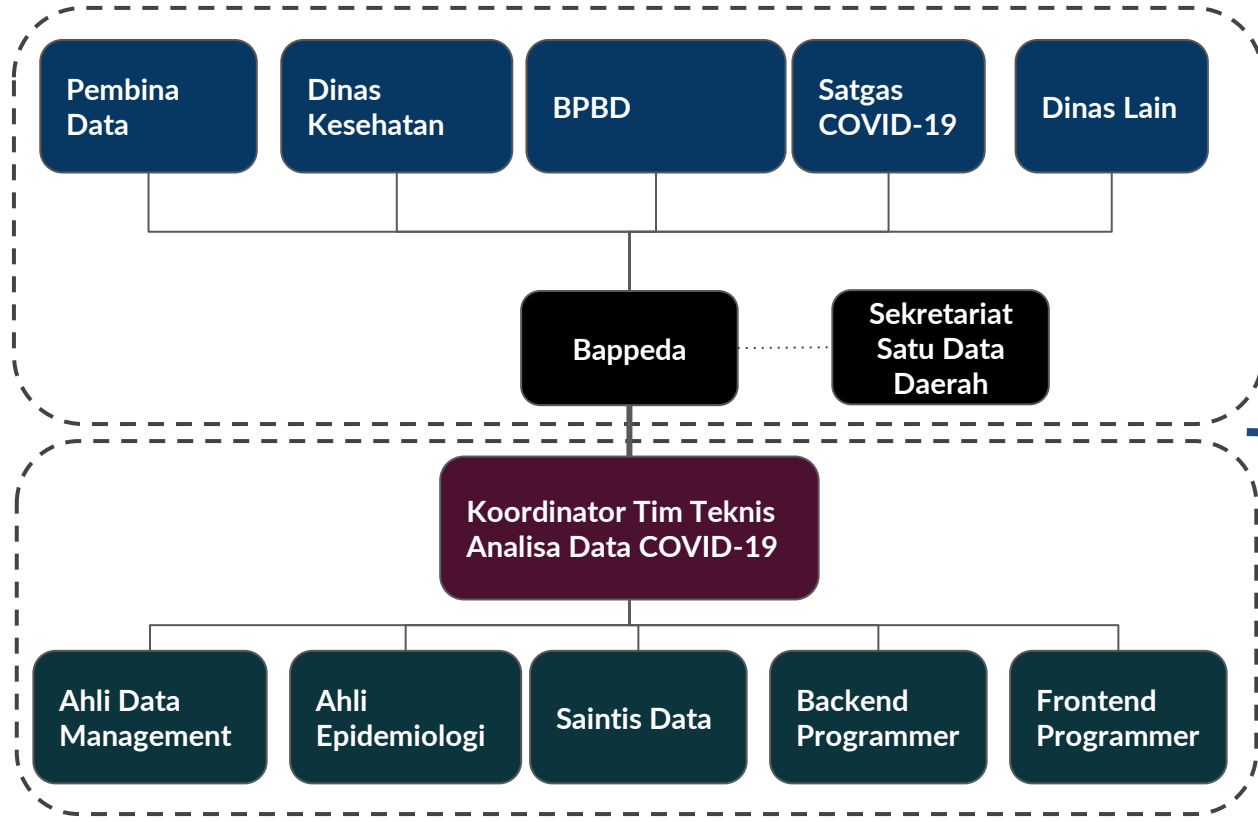 Pembina
Data
Dinas
Kesehatan
BPBD
Satgas
COVID-19
Dinas Lain
Bappeda
Sekretariat
Satu Data
Daerah
Koordinator Tim Teknis
Analisa Data COVID-19
Ahli Data
Management
Ahli
Epidemiologi
Saintis Data
Backend
Programmer
Frontend
Programmer